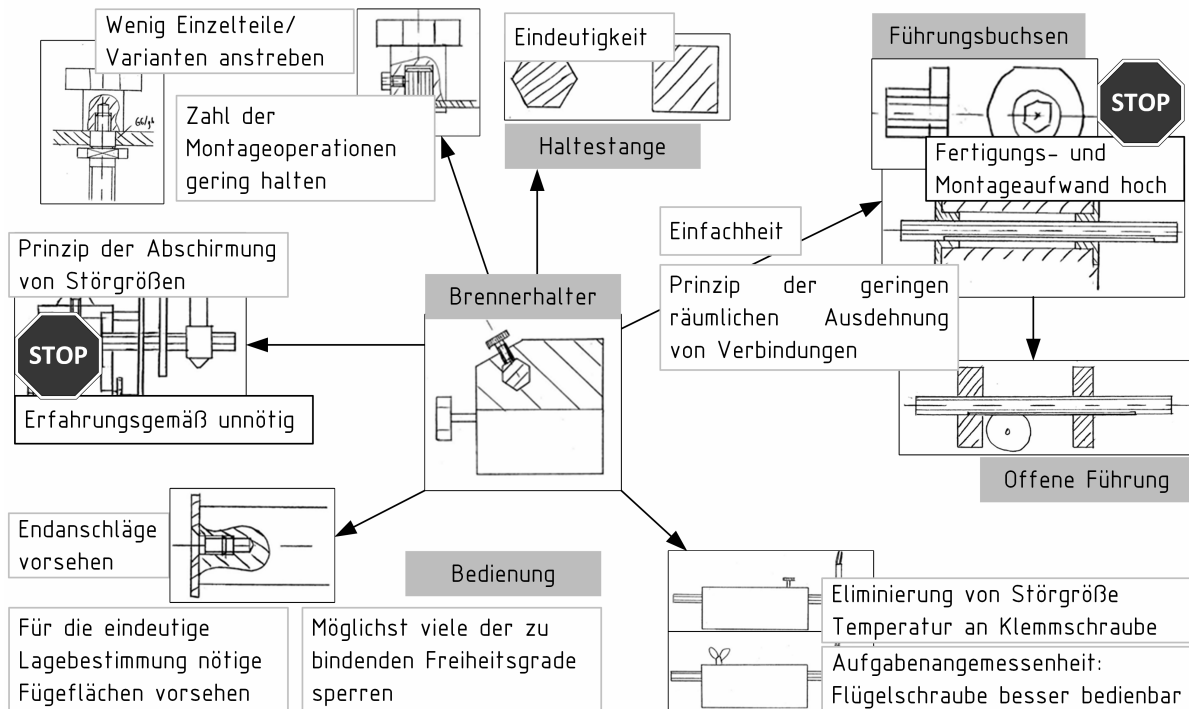 Wenig Einzelteile/
Varianten anstreben
Zahl der
Montageoperationen
gering halten
Eindeutigkeit
Haltestange
Führungsbuchsen
STOP
Fertigungs- und
Montageaufwand hoch
Einfachheit
Prinzip der geringen
räumlichen Ausdehnung
von Verbindungen
Prinzip der Abschirmung
von Störgrößen
STOP
Erfahrungsgemäß unnötig
Brennerhalter
Offene Führung
Endanschläge
vorsehen
Bedienung
Für die eindeutige
Lagebestimmung nötige
Fügeflächen vorsehen
Möglichst viele der zu
bindenden Freiheitsgrade
sperren
Eliminierung von Störgröße
Temperatur an Klemmschraube
Aufgabenangemessenheit:
Flügelschraube besser bedienbar